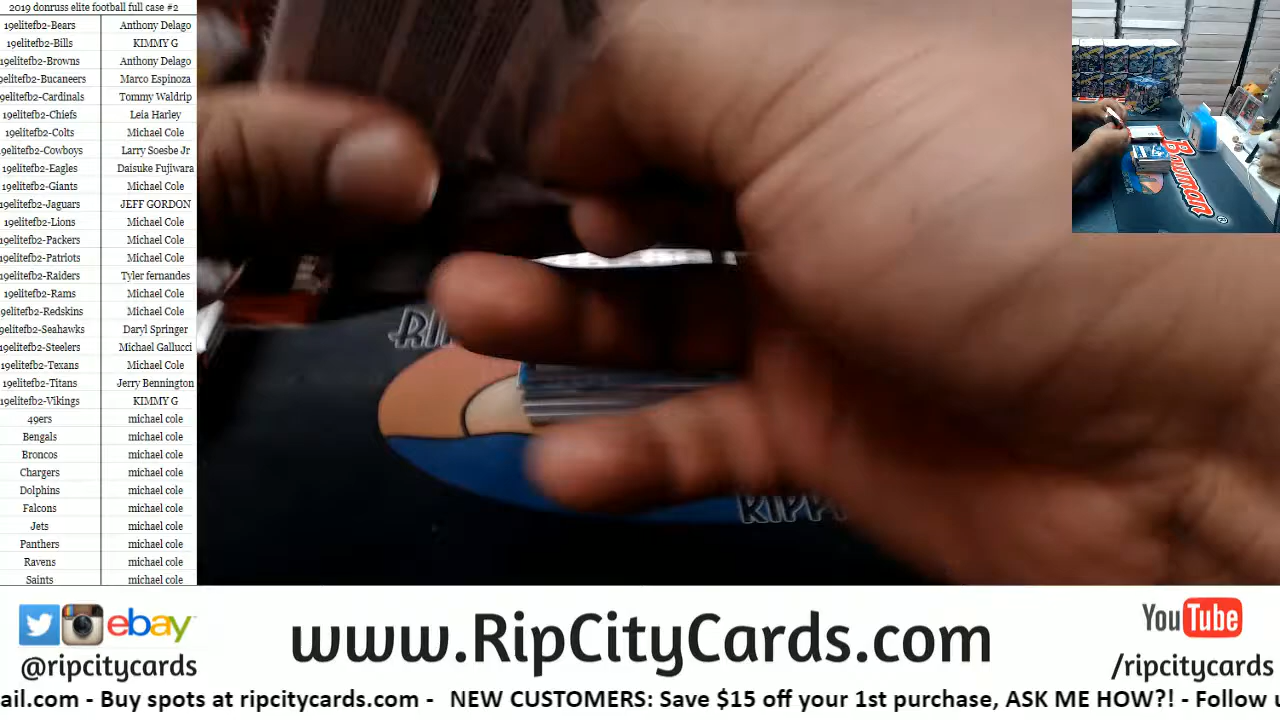 2019 donruss elite football full case #2
19elitefb2-Bears Anthony Delago
19elitefb2-Bills KIMMY G
19elitefb2-Browns Anthony Delago
9elitefb2-Bucaneers Marco Espinoza
9elitefb2-Cardinals Tommy Waldrip
19elitefb2-Chiefs Leia Harley
19elitefb2-Colts Michael Cole
9elitefb2-Cowboys Larry Soesbe Jr
19elitefb2-Eagles Daisuke Fujiwara
19elitefb2-Giants Michael Cole
9elitefb2-Jaguars JEFF GORDON
19elitefb2-Lions Michael Cole
9elitefb2-Packers Michael Cole
9elitefb2-Patriots Michael Cole
9elitefb2-Raiders Tyler fernandes
19elitefb2-Rams Michael Cole
9elitefb2-Redskins Michael Cole
9elitefb2-Seahawks Daryl Springer
9elitefb2-Steelers Michael Gallucci
19elitefb2-Texans Michael Cole
19elitefb2-Titans Jerry Bennington
19elitefb2-Vikings KIMMY G
49ers michael cole
Bengals michael cole
Broncos michael cole
Chargers michael cole
Dolphins michael cole
Falcons michael cole
Jets michael cole
Panthers michael cole
Ravens michael cole
Saints michael cole
Bowman
RI
RIPP
ebay
@ripcitycards
www.RipCityCards.com
YouTube
/ripcitycards
ail.com - Buy spots at ripcitycards.com - NEW CUSTOMERS: Save $15 off your 1st purchase, ASK ME HOW?! - Follow u